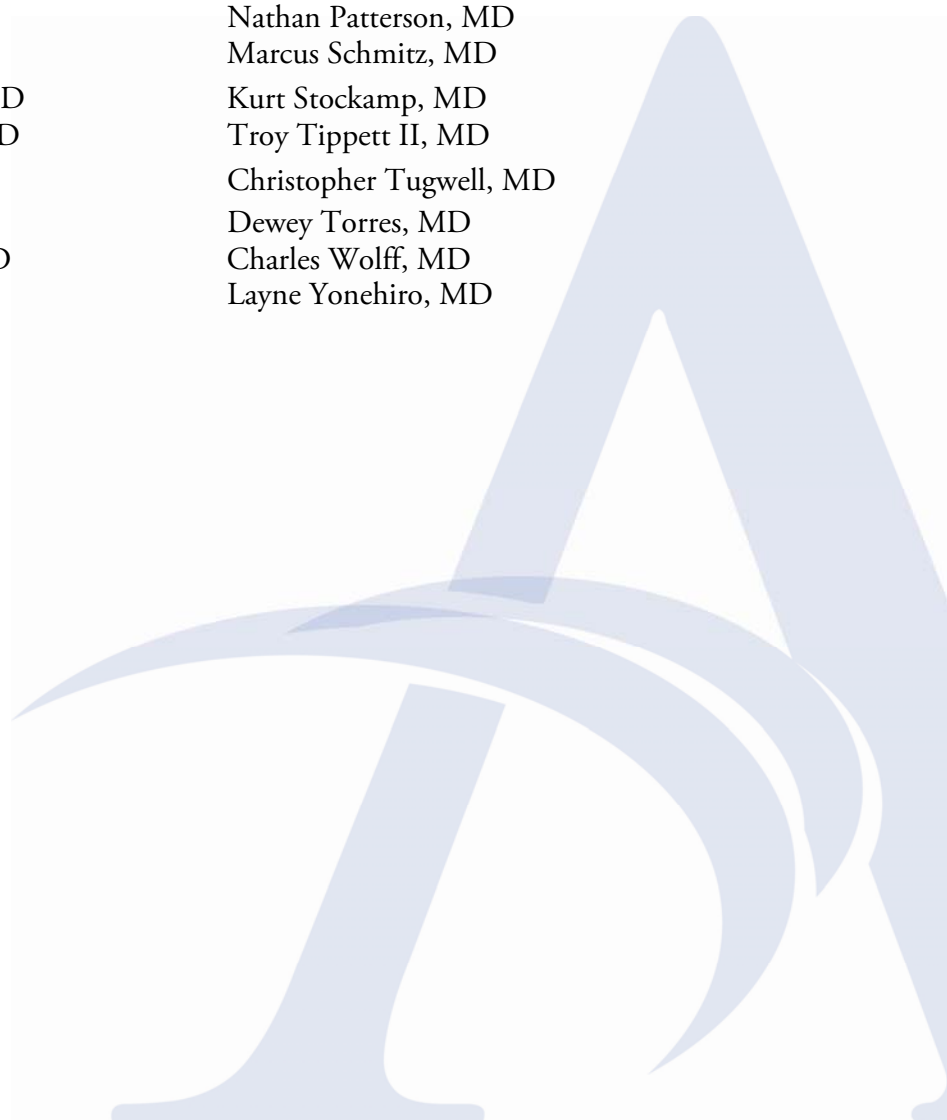 Nathan Patterson, MD
Marcus Schmitz, MD
D Kurt Stockamp, MD
D Troy Tippett II, MD
Christopher Tugwell, MD
Dewey Torres, MD
D Charles Wolff, MD
Layne Yonehiro, MD